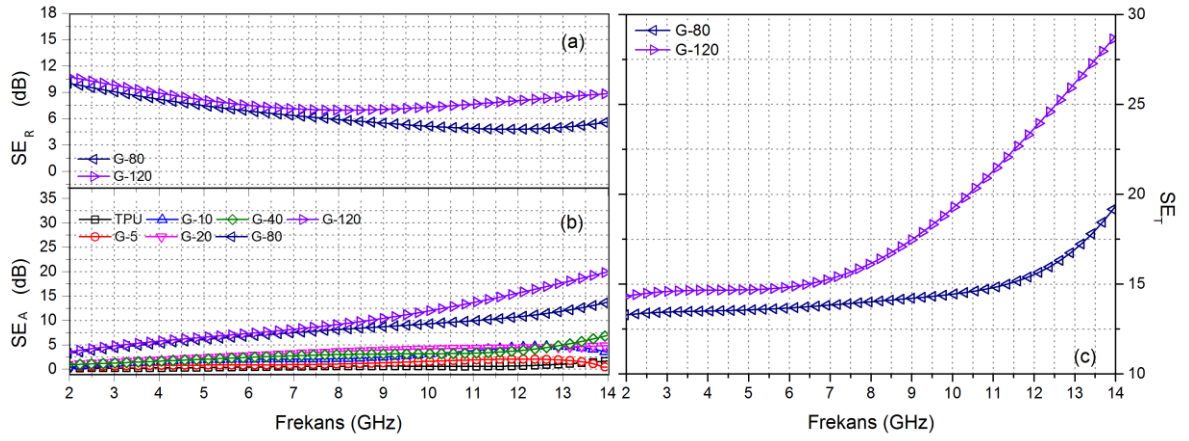 18
15
12
9
6
3
0
SE_R (dB)
(a)
G-80
G-120
35
30
25
20
15
10
5
0
SE_A (dB)
(b)
TPU G-10 G-40 G-120
G-5 G-20 G-80
2 3 4 5 6 7 8 9 10 11 12 13 14
Frekans (GHz)
G-80
G-120
30
25
20
15
10
SE_T
(c)
2 3 4 5 6 7 8 9 10 11 12 13 14
Frekans (GHz)